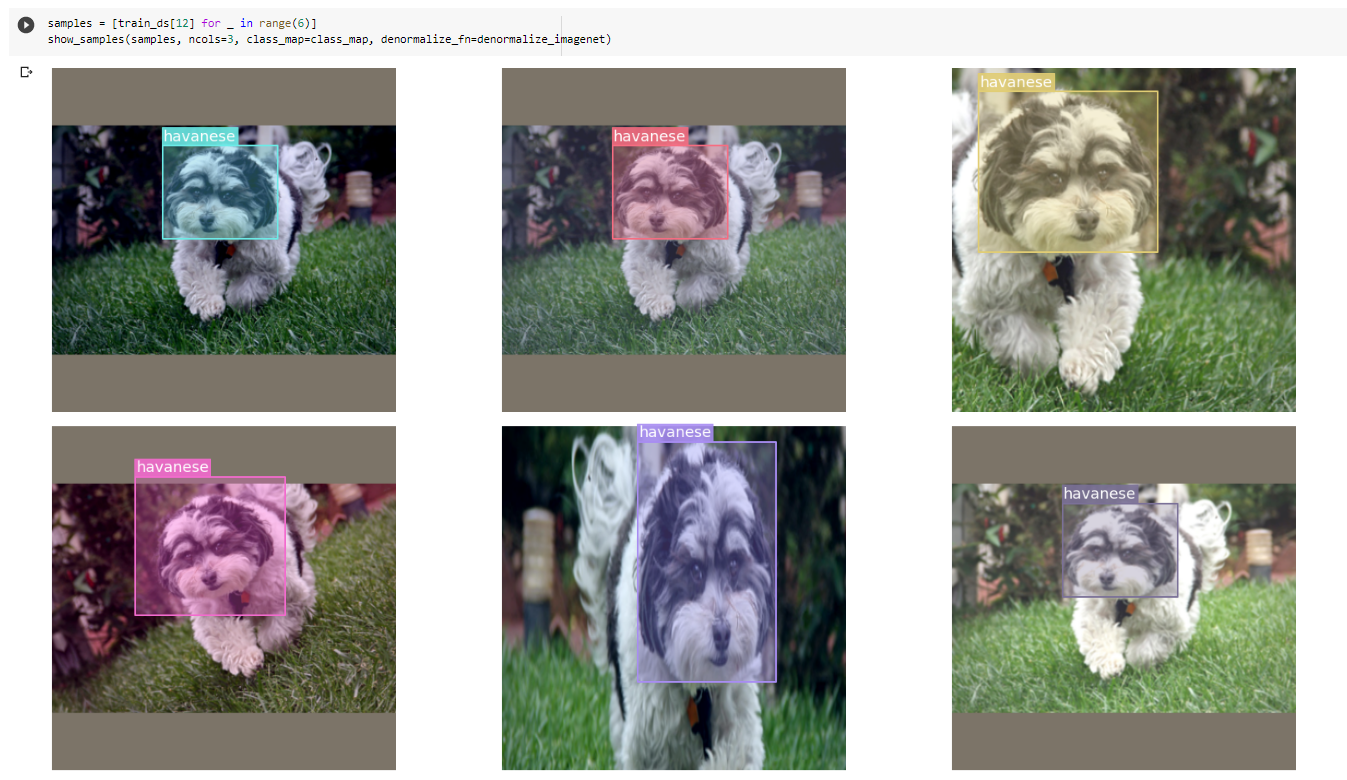 samples = [train_ds[12] for _ in range(6)]
show_samples(samples, ncols=3, class_map=class_map, denormalize_fn=denormalize_imagenet)
havanese
havanese
havanese
havanese
havanese
havanese